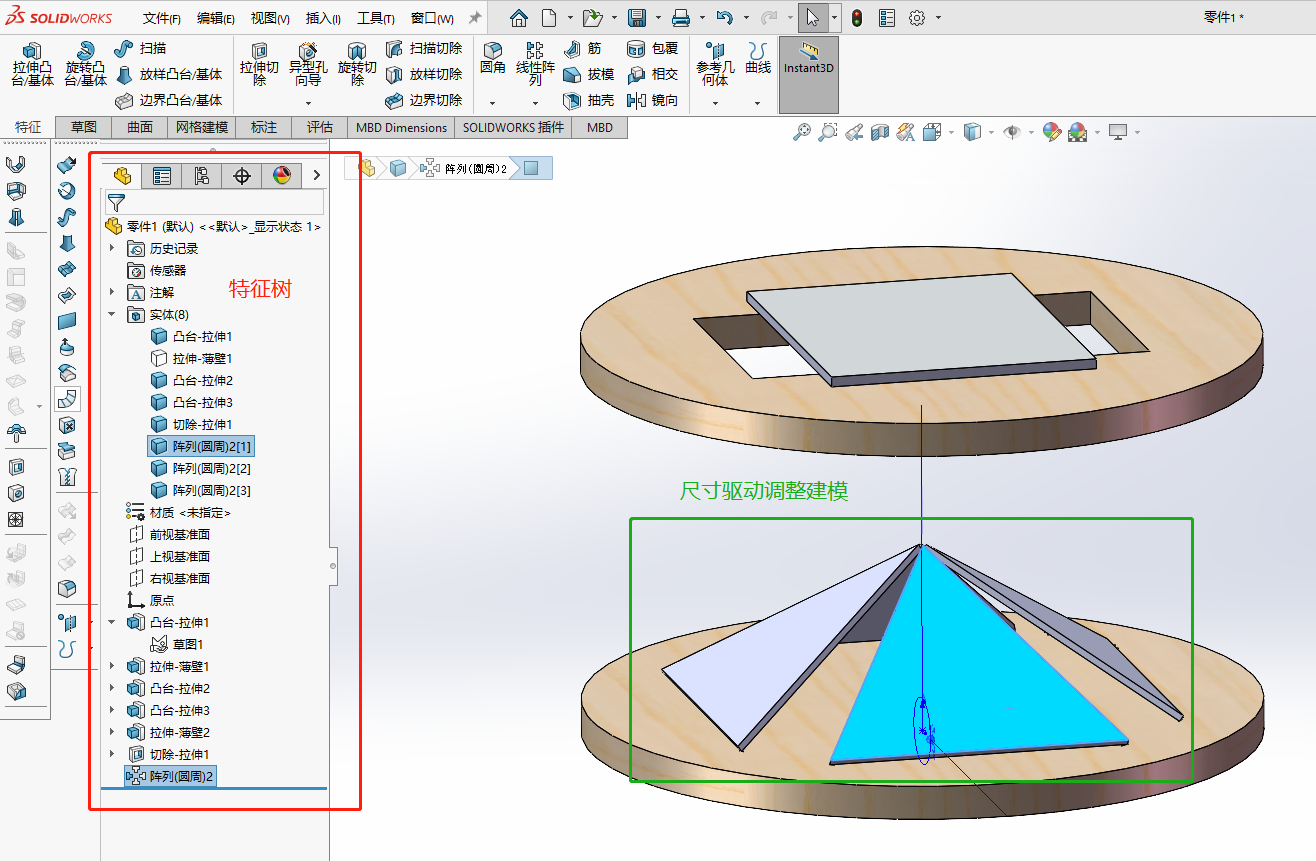 SOLIDWORKS 文件(F) 编辑(E) 视图(V) 插入(I) 工具(T) 窗口(W) 零件1 *
拉伸凸台/基体
旋转凸台/基体
扫描
放样凸台/基体
边界凸台/基体
拉伸切除
异型孔向导
旋转切除
扫描切除
放样切除
边界切除
圆角
线性阵列
筋
拔模
抽壳
包覆
相交
镜向
参考几何体
曲线
Instant3D
特征 草图 曲面 网格建模 标注 评估 MBD Dimensions SOLIDWORKS 插件 MBD
阵列(圆周)2
零件1 (默认) <<默认>_显示状态 1>
历史记录
传感器
注解
特征树
实体(8)
凸台-拉伸1
拉伸-薄壁1
凸台-拉伸2
凸台-拉伸3
切除-拉伸1
阵列(圆周)2[1]
阵列(圆周)2[2]
阵列(圆周)2[3]
材质 <未指定>
前视基准面
上视基准面
右视基准面
原点
凸台-拉伸1
草图1
拉伸-薄壁1
凸台-拉伸2
凸台-拉伸3
拉伸-薄壁2
切除-拉伸1
阵列(圆周)2
尺寸驱动调整建模